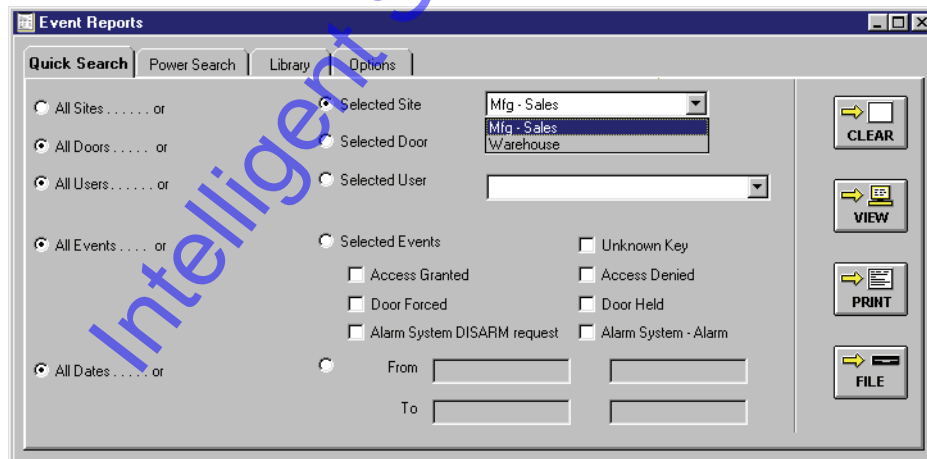 Event Reports
Quick Search Power Search Library Options
All Sites . . . . . . or Selected Site Mfg - Sales
Mfg - Sales
Warehouse
All Doors . . . . . or Selected Door
All Users . . . . . . or Selected User
All Events . . . . or Selected Events Unknown Key
Access Granted Access Denied
Door Forced Door Held
Alarm System DISARM request Alarm System - Alarm
All Dates . . . . . or From
To
CLEAR
VIEW
PRINT
FILE
Intelligent